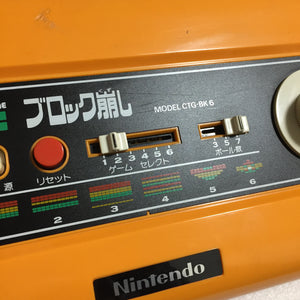 E
ブロック崩し
MODEL CTG-BK6
源
リセット
1 2 3 4 5 6
ゲーム セレクト
3 5 7
ボール数
2
3
4
5
6
Nintendo